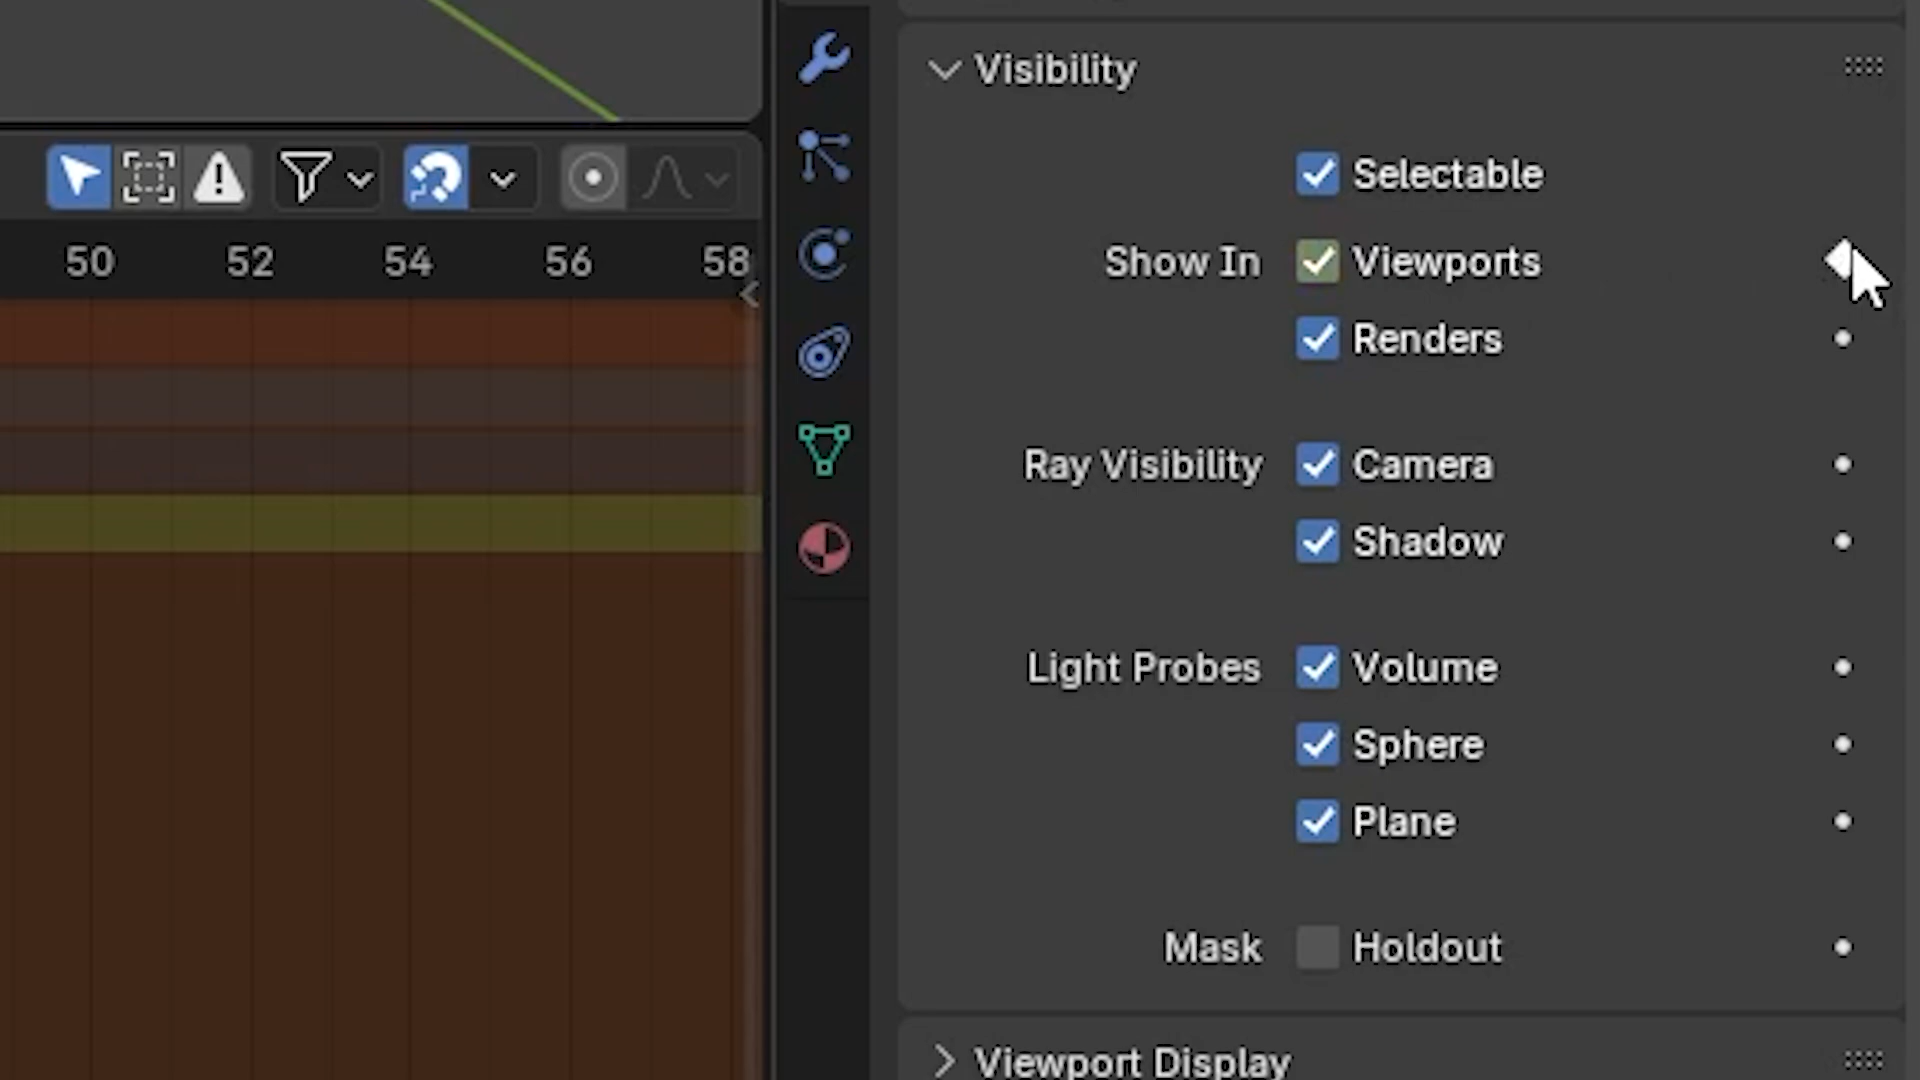 Visibility
Selectable
50 52 54 56 58
Show In Viewports
Renders
Ray Visibility Camera
Shadow
Light Probes Volume
Sphere
Plane
Mask Holdout
Viewport Display